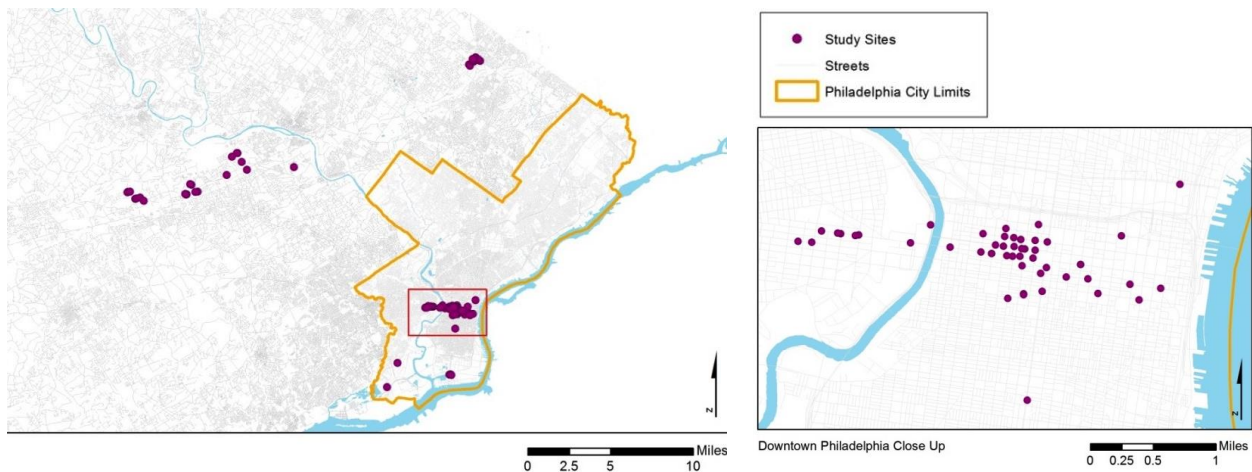 Study Sites
Streets
Philadelphia City Limits
Z
Miles
0 2.5 5 10
Z
Downtown Philadelphia Close Up
Miles
0 0.25 0.5 1